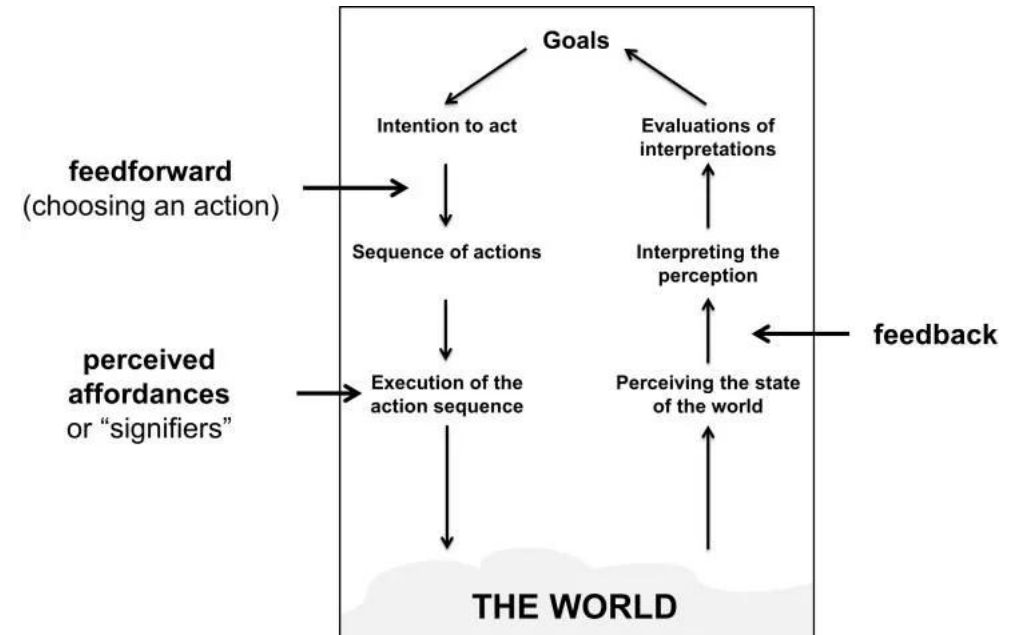 Goals
Intention to act
Evaluations of
interpretations
feedforward
(choosing an action)
Sequence of actions
Interpreting the
perception
feedback
perceived
affordances
or “signifiers”
Execution of the
action sequence
Perceiving the state
of the world
THE WORLD